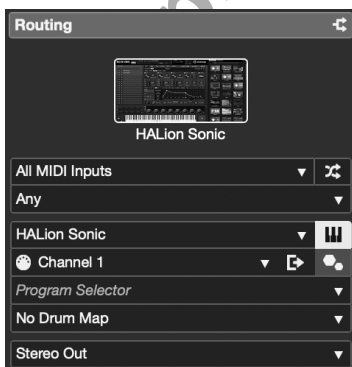 Routing
HALion Sonic
All MIDI Inputs
Any
HALion Sonic
Channel 1
Program Selector
No Drum Map
Stereo Out